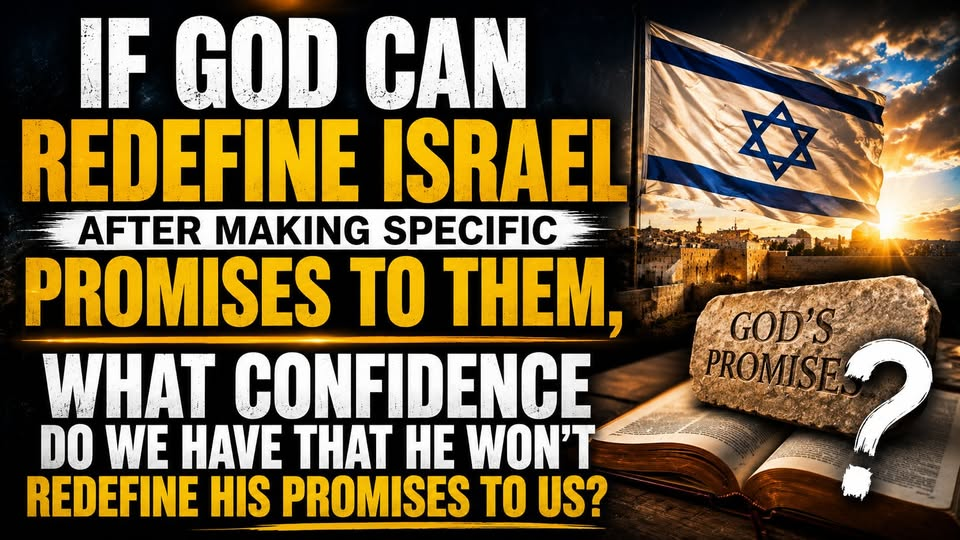 IF GOD CAN
REDEFINE ISRAEL
AFTER MAKING SPECIFIC
PROMISES TO THEM,
WHAT CONFIDENCE
DO WE HAVE THAT HE WON'T
REDEFINE HIS PROMISES TO US?
GOD'S
PROMISES
?